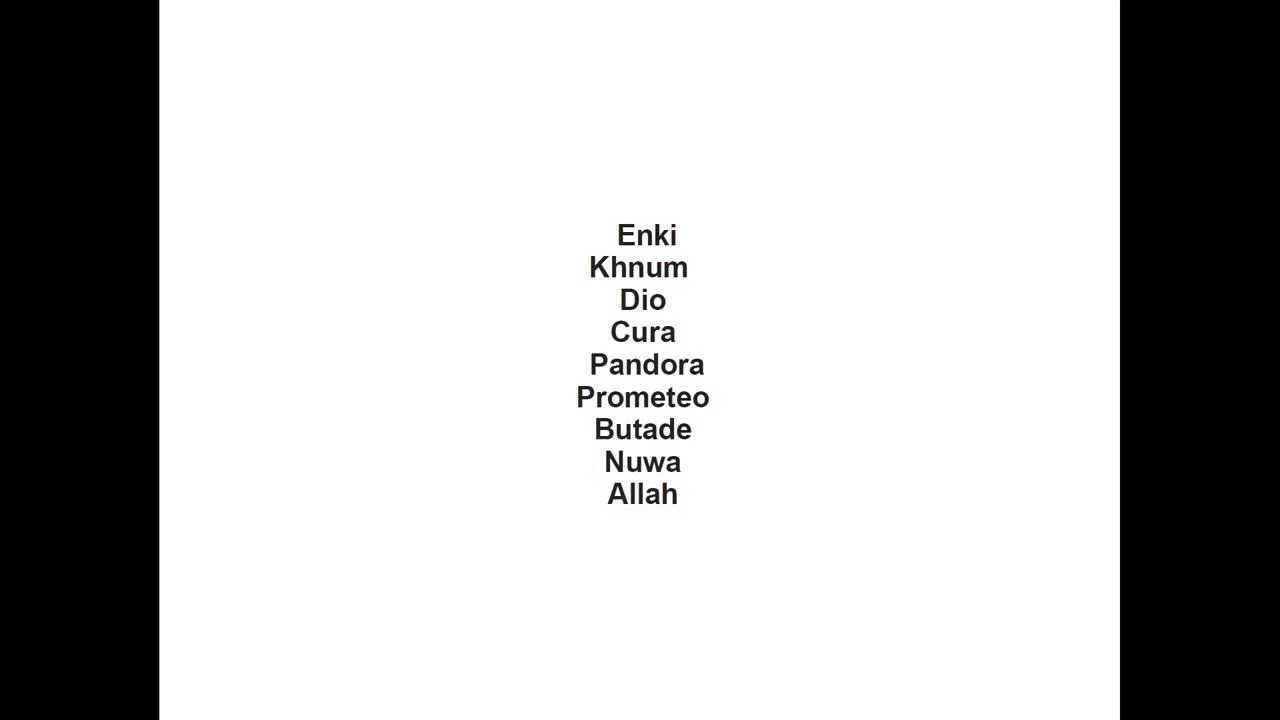 Enki
Khnum
Dio
Cura
Pandora
Prometeo
Butade
Nuwa
Allah